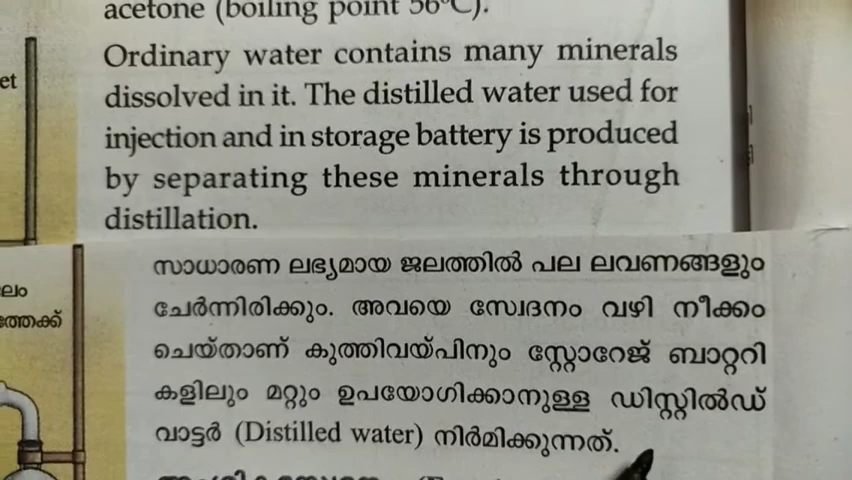 acetone (boiling point 56°C).
Ordinary water contains many minerals
et
dissolved in it. The distilled water used for
injection and in storage battery is produced
by separating these minerals through
distillation.
സാധാരണ ലഭ്യമായ ജലത്തിൽ പല ലവണങ്ങളും
ലം
ചേർന്നിരിക്കും. അവയെ സ്വേദനം വഴി നീക്കം
ത്തേക്ക്
ചെയ്താണ് കുത്തിവയ്പിനും സ്റ്റോറേജ് ബാറ്ററി
കളിലും മറ്റും ഉപയോഗിക്കാനുള്ള ഡിസ്റ്റിൽഡ്
വാട്ടർ (Distilled water) നിർമിക്കുന്നത്.